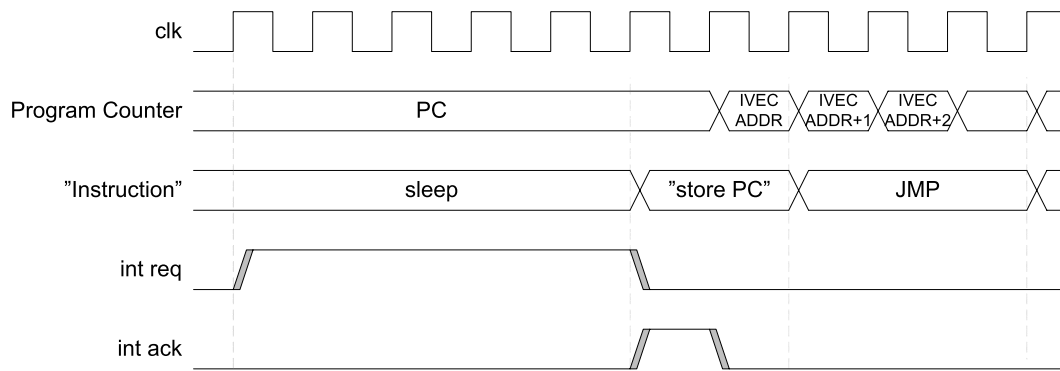 clk
Program Counter
PC
IVEC
ADDR
IVEC
ADDR+1
IVEC
ADDR+2
”Instruction”
sleep
”store PC”
JMP
int req
int ack